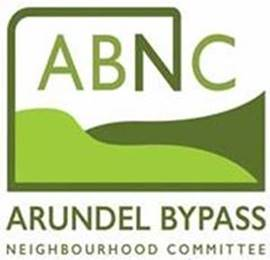 ABNC
ARUNDEL BYPASS
NEIGHBOURHOOD COMMITTEE